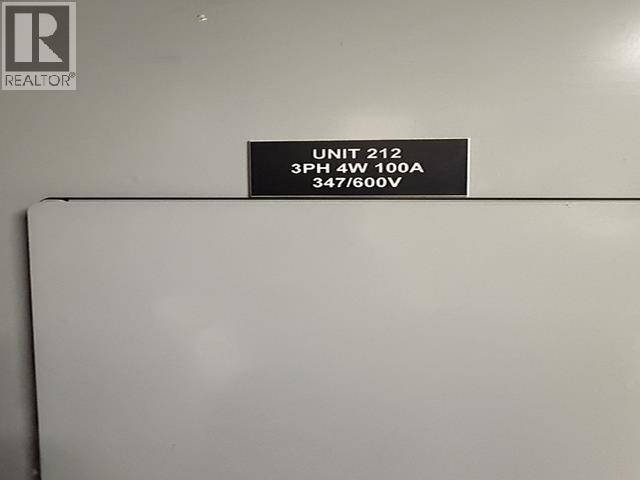 R
REALTOR®
UNIT 212
3PH 4W 100A
347/600V